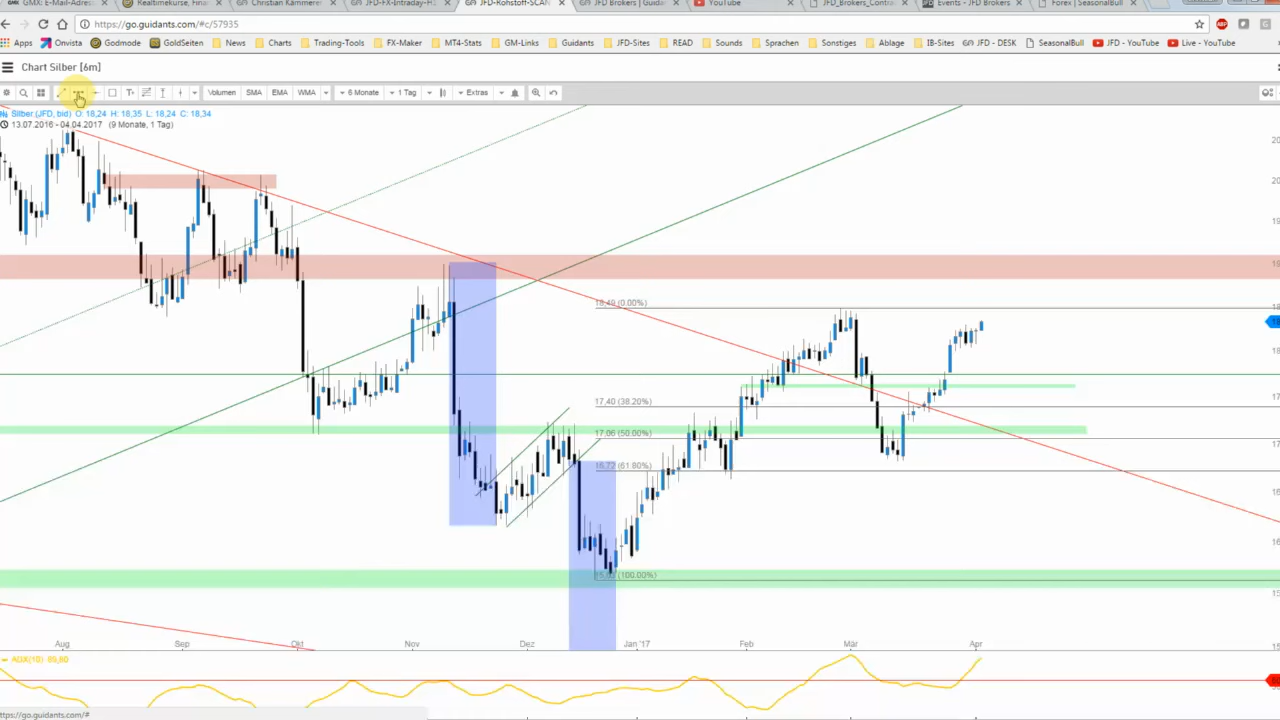 GMX: E-Mail-Adress
Realtimekurse, Finan
Christian Kämmerer
JFD-FX-Intraday-H1
JFD-Rohstoff-SCAN
JFD Brokers | Guidan
YouTube
JFD_Brokers_Contra
Events - JFD Brokers
Forex | SeasonalBull
https://go.guidants.com/#c/57935
Apps Onvista Godmode GoldSeiten News Charts Trading-Tools FX-Maker MT4-Stats GM-Links Guidants JFD-Sites READ Sounds Sprachen Sonstiges Ablage IB-Sites JFD - DESK SeasonalBull JFD - YouTube Live - YouTube
Chart Silber [6m]
Volumen SMA EMA WMA 6 Monate 1 Tag Extras
Silber (JFD, bid) O: 18,24 H: 18,35 L: 18,24 C: 18,34
13.07.2016 - 04.04.2017 (9 Monate, 1 Tag)
18,49 (0.00%)
17,40 (38.20%)
17,06 (50.00%)
16,72 (61.80%)
(100.00%)
Aug Sep Okt Nov Dez Jan '17 Feb Mär Apr
ADX(10)
https://go.guidants.com/#